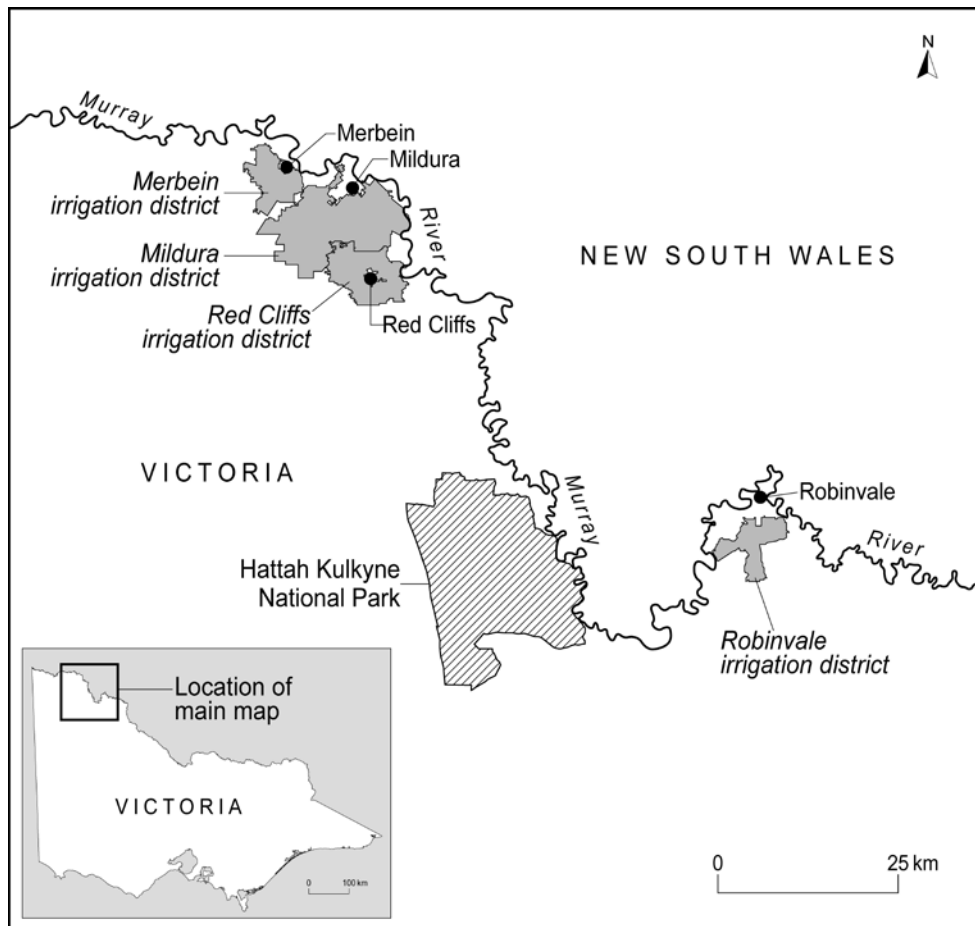 N
Murray
Merbein
Mildura
Merbein
irrigation district
River
Mildura
irrigation district
NEW SOUTH WALES
Red Cliffs
irrigation district
Red Cliffs
VICTORIA
Murray
Robinvale
River
Hattah Kulkyne
National Park
Robinvale
irrigation district
Location of
main map
VICTORIA
0 100 km
0 25 km